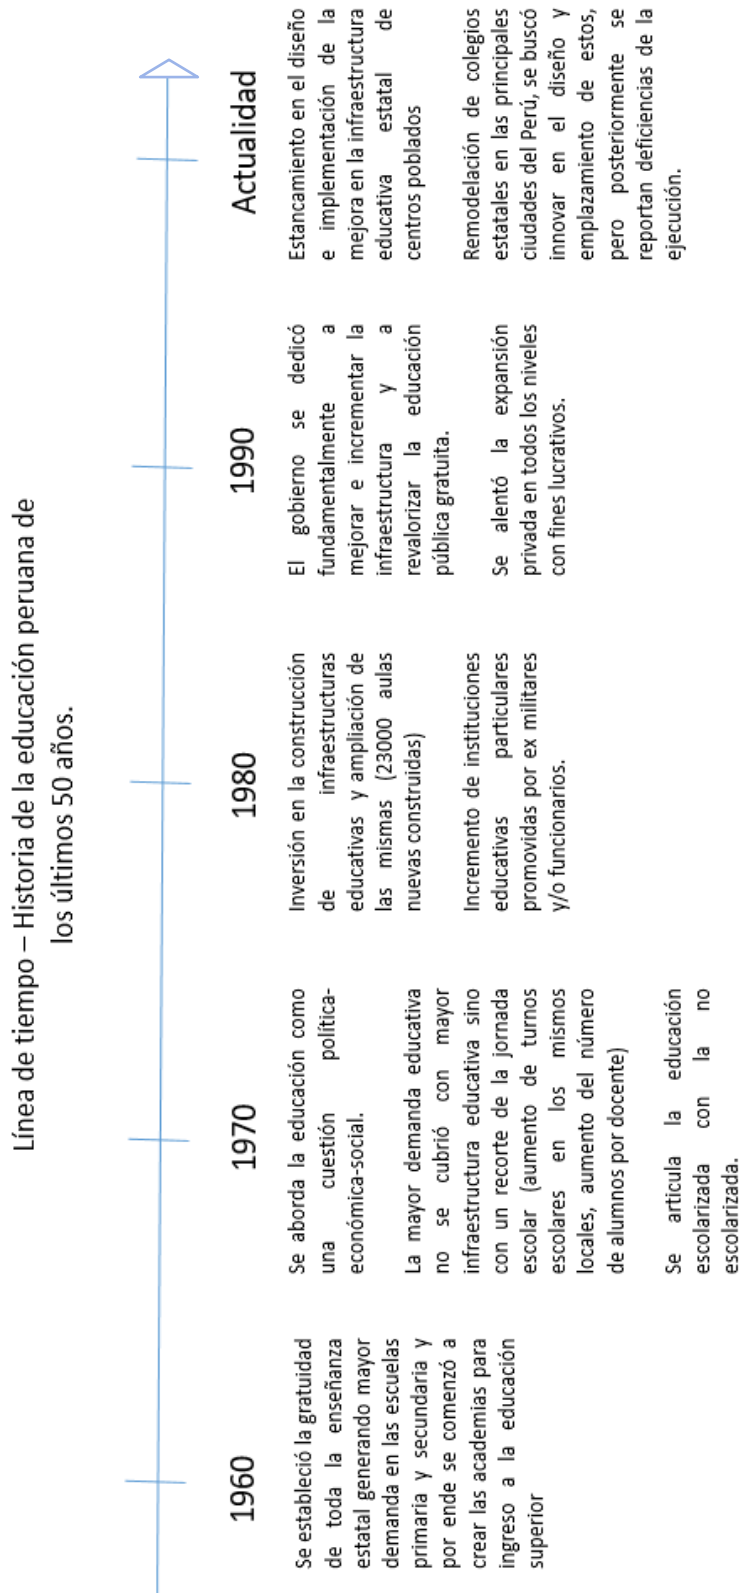 Línea de tiempo – Historia de la educación peruana de
los últimos 50 años.
1960
Se estableció la gratuidad
de toda la enseñanza
estatal generando mayor
demanda en las escuelas
primaria y secundaria y
por ende se comenzó a
crear las academias para
ingreso a la educación
superior
1970
Se aborda la educación como
una cuestión política-
económica-social.
La mayor demanda educativa
no se cubrió con mayor
infraestructura educativa sino
con un recorte de la jornada
escolar (aumento de turnos
escolares en los mismos
locales, aumento del número
de alumnos por docente)
Se articula la educación
escolarizada con la no
escolarizada.
1980
Inversión en la construcción
de infraestructuras
educativas y ampliación de
las mismas (23000 aulas
nuevas construidas)
Incremento de instituciones
educativas particulares
promovidas por ex militares
y/o funcionarios.
1990
El gobierno se dedicó
fundamentalmente a
mejorar e incrementar la
infraestructura y a
revalorizar la educación
pública gratuita.
Se alentó la expansión
privada en todos los niveles
con fines lucrativos.
Actualidad
Estancamiento en el diseño
e implementación de la
mejora en la infraestructura
educativa estatal de
centros poblados
Remodelación de colegios
estatales en las principales
ciudades del Perú, se buscó
innovar en el diseño y
emplazamiento de estos,
pero posteriormente se
reportan deficiencias de la
ejecución.